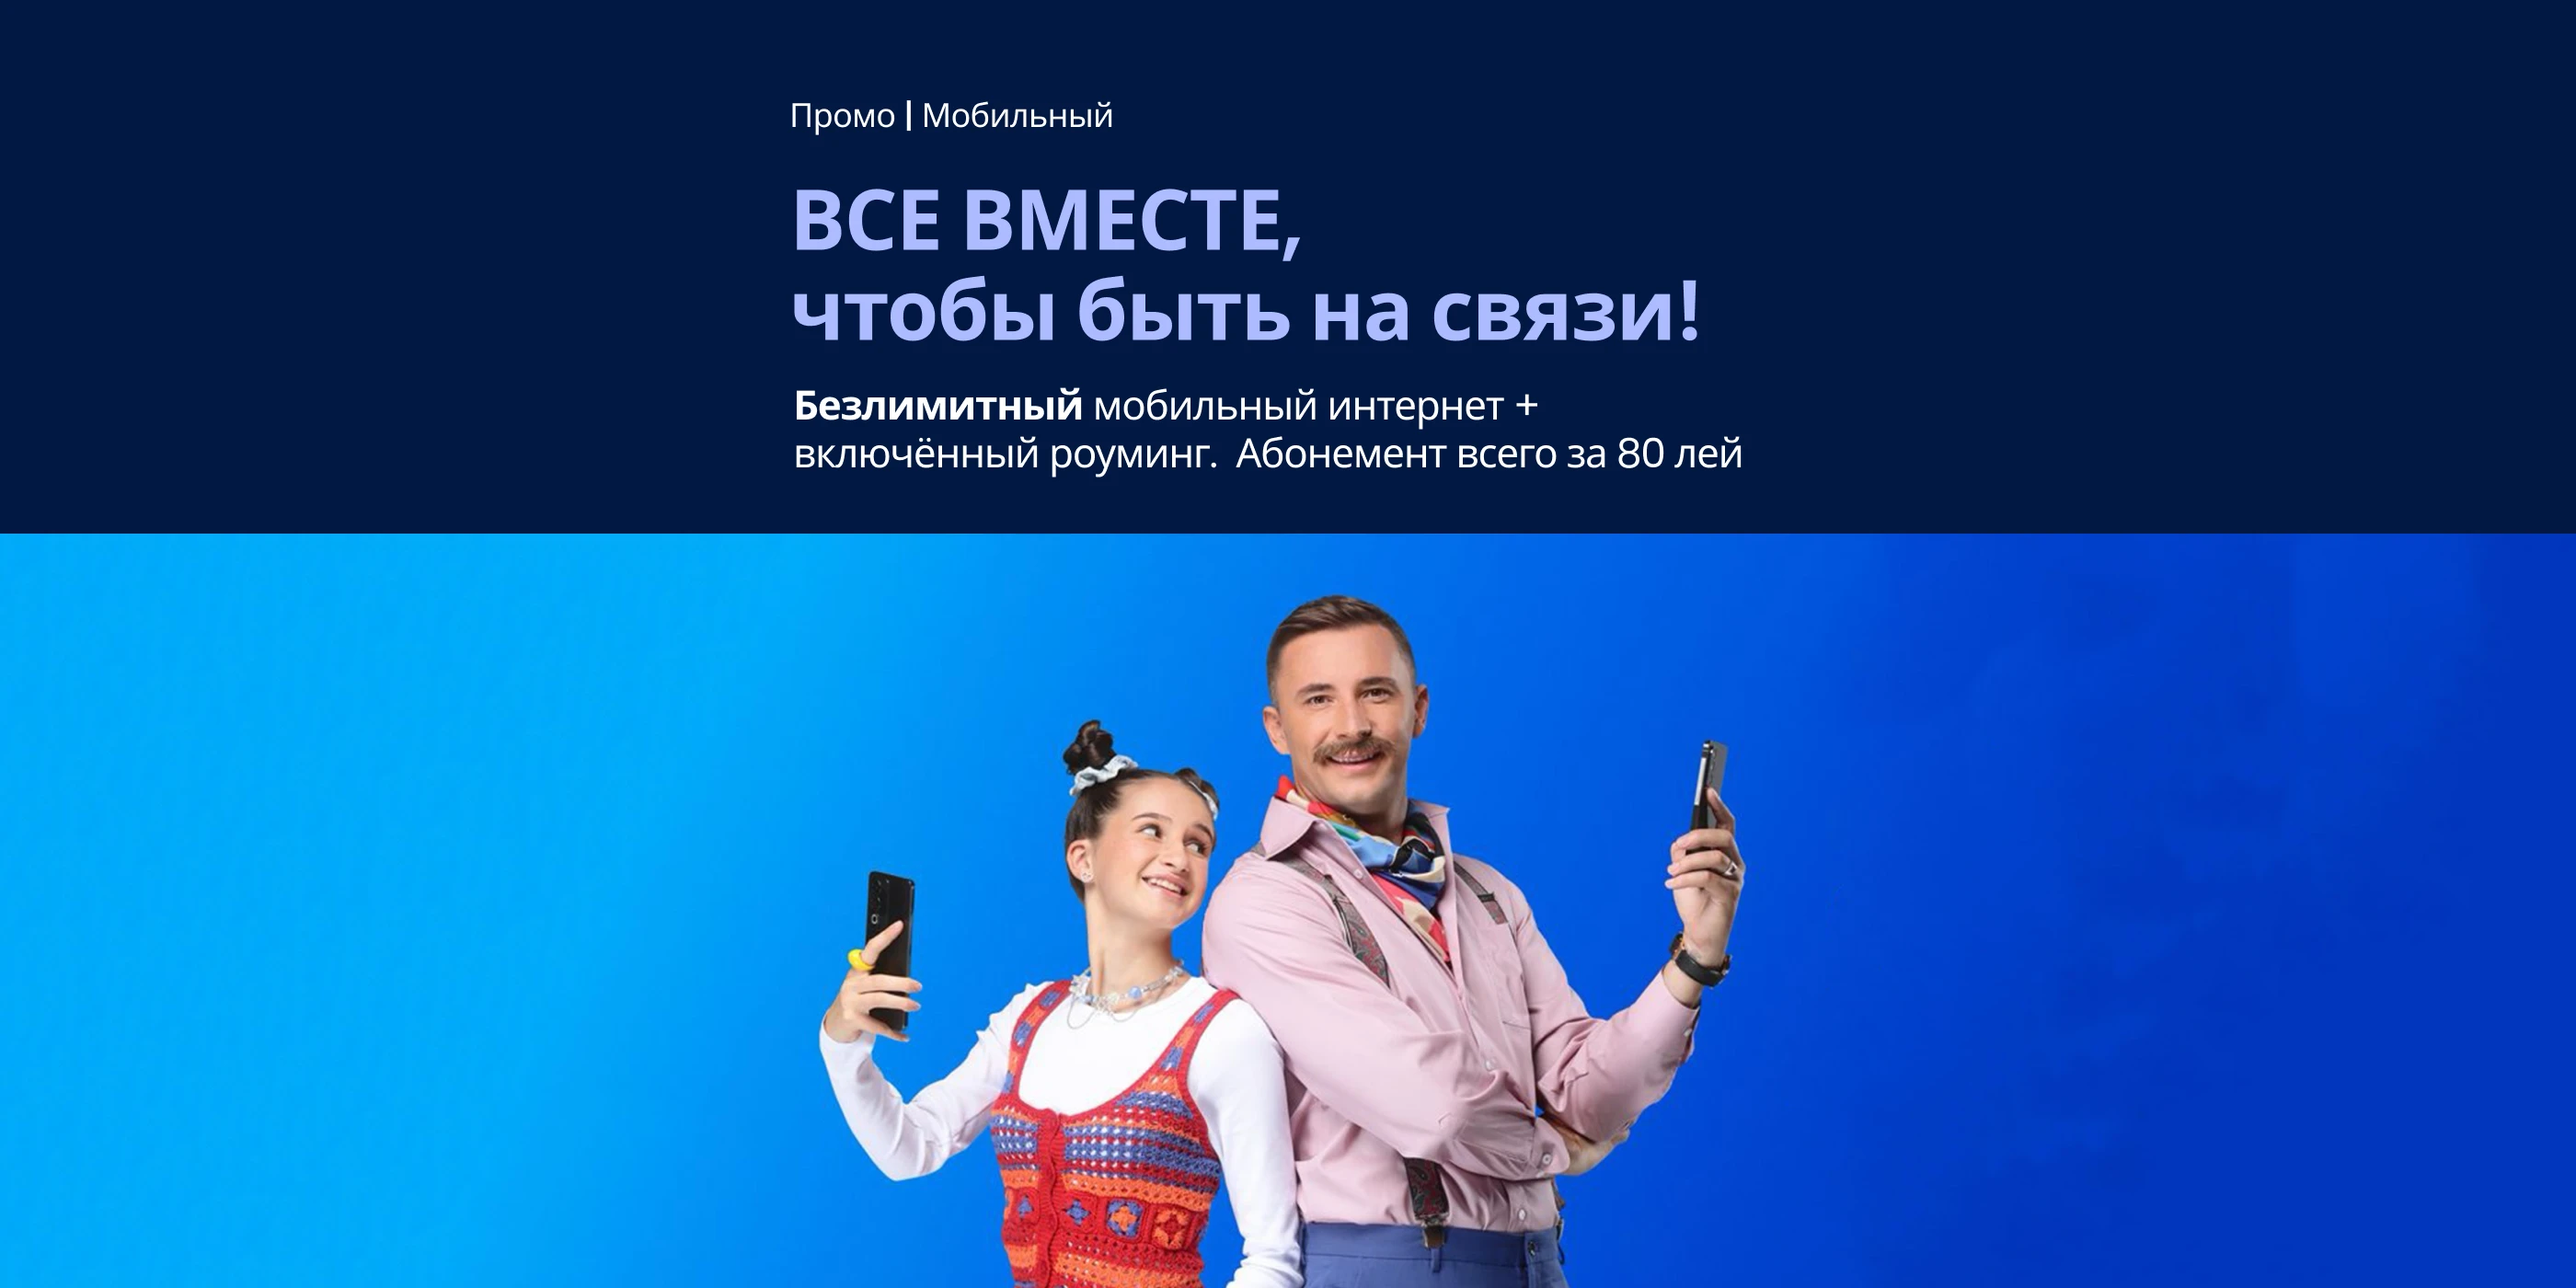 Промо | Мобильный
ВСЕ ВМЕСТЕ,
чтобы быть на связи!
Безлимитный мобильный интернет +
включённый роуминг. Абонемент всего за 80 лей